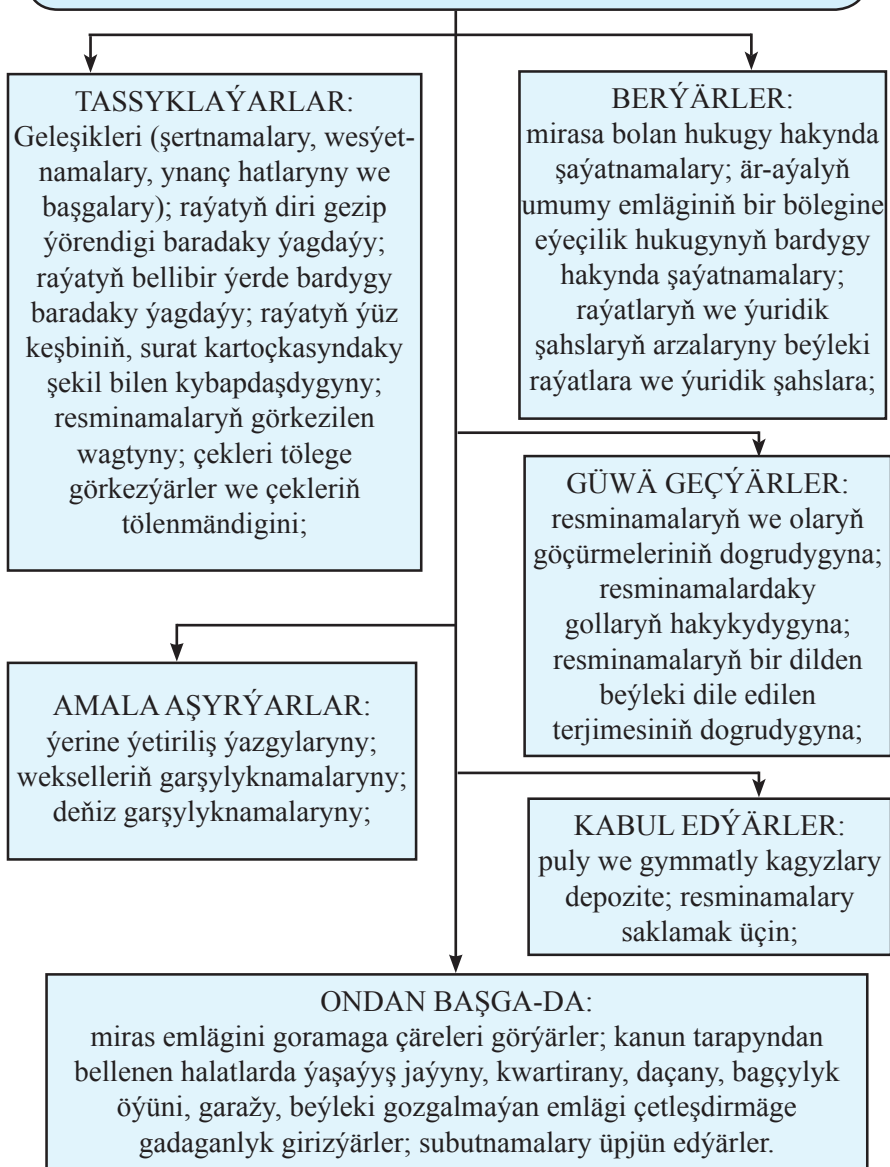 TASSYKLAÝARLAR:
Geleşikleri (şertnamalary, wesýet-
namalary, ynanç hatlaryny we
başgalary); raýatyň diri gezip
ýörendigi baradaky ýagdaýy;
raýatyň bellibir ýerde bardygy
baradaky ýagdaýy; raýatyň ýüz
keşbiniň, surat kartoçkasyndaky
şekil bilen kybapdaşdygyny;
resminamalaryň görkezilen
wagtyny; çekleri tölege
görkezýärler we çekleriň
tölenmändigini;
BERÝÄRLER:
mirasa bolan hukugy hakynda
şaýatnamalary; är-aýalyň
umumy emläginiň bir bölegine
eýeçilik hukugynyň bardygy
hakynda şaýatnamalary;
raýatlaryň we ýuridik
şahslaryň arzalaryny beýleki
raýatlara we ýuridik şahslara;
GÜWÄ GEÇÝÄRLER:
resminamalaryň we olaryň
göçürmeleriniň dogrudygyna;
resminamalardaky
gollaryň hakykydygyna;
resminamalaryň bir dilden
beýleki dile edilen
terjimesiniň dogrudygyna;
AMALA AŞYRÝARLAR:
ýerine ýetiriliş ýazgylaryny;
wekselleriň garşylyknamalaryny;
deňiz garşylyknamalaryny;
KABUL EDÝÄRLER:
puly we gymmatly kagyzlary
depozite; resminamalary
saklamak üçin;
ONDAN BAŞGA-DA:
miras emlägini goramaga çäreleri görýärler; kanun tarapyndan
bellenen halatlarda ýaşaýyş jaýyny, kwartirany, daçany, bagçylyk
öýüni, garažy, beýleki gozgalmaýan emlägi çetleşdirmäge
gadaganlyk girizýärler; subutnamalary üpjün edýärler.